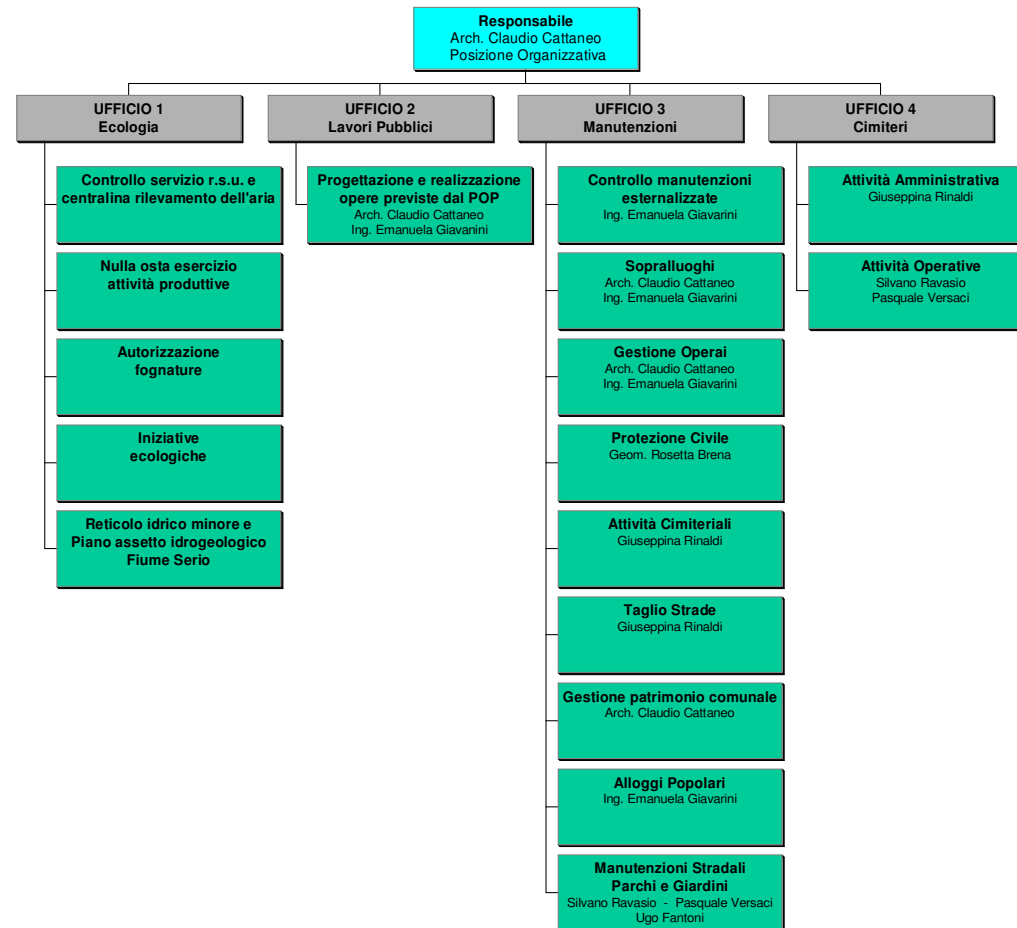 Responsabile
Arch. Claudio Cattaneo
Posizione Organizzativa
UFFICIO 1
Ecologia
Controllo servizio r.s.u. e
centralina rilevamento dell'aria
Nulla osta esercizio
attività produttive
Autorizzazione
fognature
Iniziative
ecologiche
Reticolo idrico minore e
Piano assetto idrogeologico
Fiume Serio
UFFICIO 2
Lavori Pubblici
Progettazione e realizzazione
opere previste dal POP
Arch. Claudio Cattaneo
Ing. Emanuela Giavanini
UFFICIO 3
Manutenzioni
Controllo manutenzioni
esternalizzate
Ing. Emanuela Giavarini
Sopralluoghi
Arch. Claudio Cattaneo
Ing. Emanuela Giavarini
Gestione Operai
Arch. Claudio Cattaneo
Ing. Emanuela Giavarini
Protezione Civile
Geom. Rosetta Brena
Attività Cimiteriali
Giuseppina Rinaldi
Taglio Strade
Giuseppina Rinaldi
Gestione patrimonio comunale
Arch. Claudio Cattaneo
Alloggi Popolari
Ing. Emanuela Giavarini
Manutenzioni Stradali
Parchi e Giardini
Silvano Ravasio - Pasquale Versaci
Ugo Fantoni
UFFICIO 4
Cimiteri
Attività Amministrativa
Giuseppina Rinaldi
Attività Operative
Silvano Ravasio
Pasquale Versaci